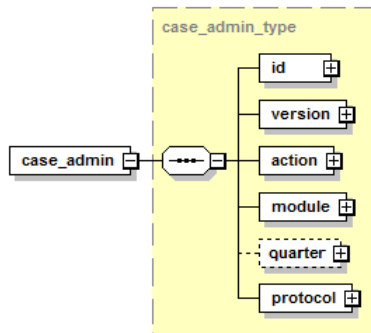 case_admin_type
id
version
case_admin
action
module
quarter
protocol